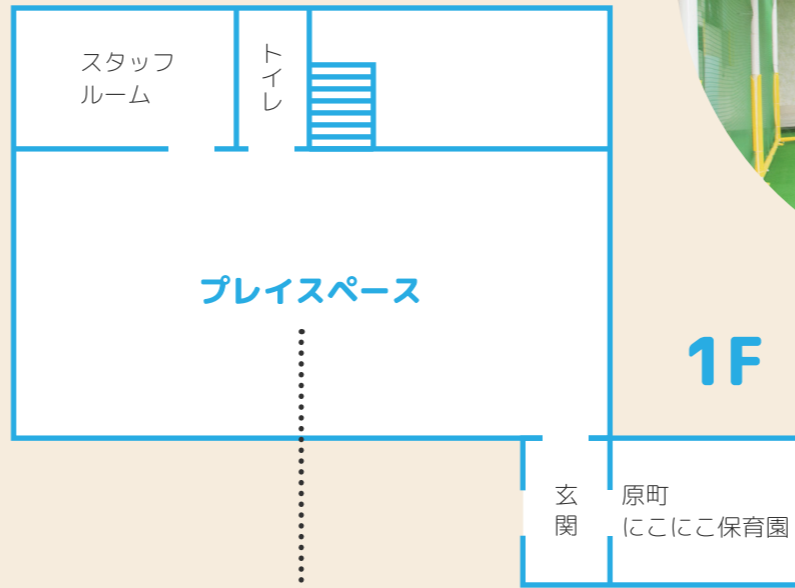 スタッフ
ルーム
トイレ
プレイスペース
1F
玄関
原町
にこにこ保育園